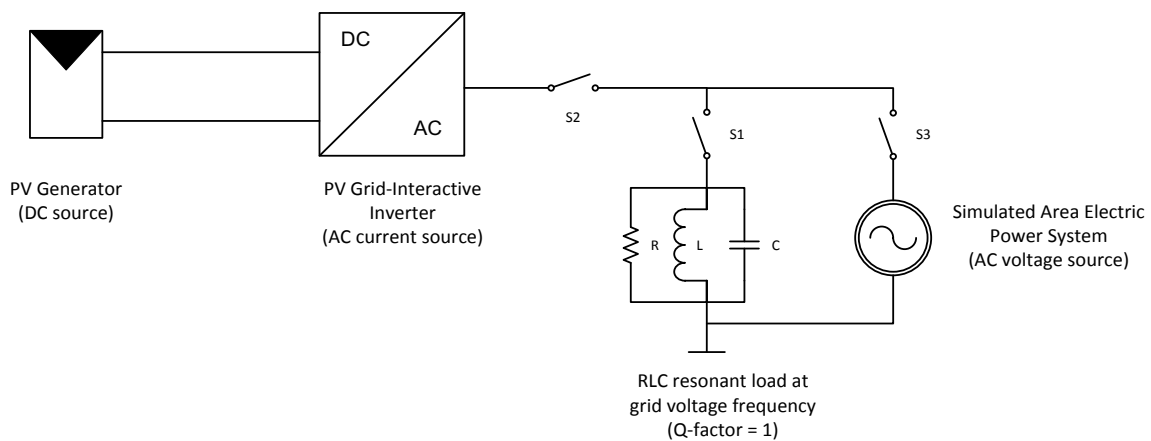 DC
AC
S2
S1
S3
PV Generator
(DC source)
PV Grid-Interactive
Inverter
(AC current source)
R
L
C
Simulated Area Electric
Power System
(AC voltage source)
RLC resonant load at
grid voltage frequency
(Q-factor = 1)